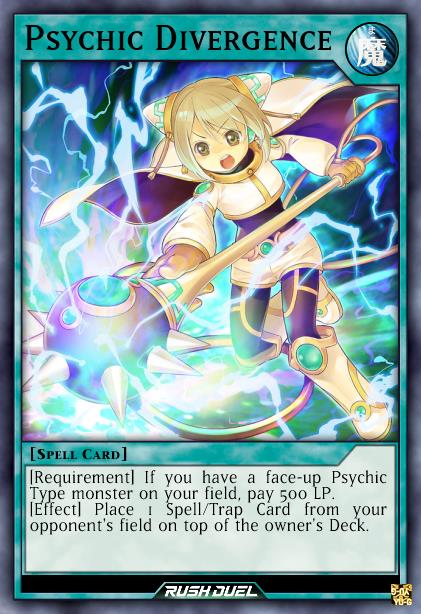 Psychic Divergence
ま
魔
[Spell Card]
[Requirement] If you have a face-up Psychic
Type monster on your field, pay 500 LP.
[Effect] Place 1 Spell/Trap Card from your
opponent's field on top of the owner's Deck.
RUSH DUEL